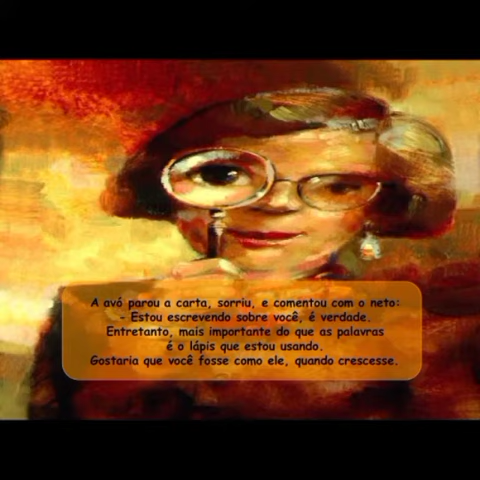 A avó parou a carta, sorriu, e comentou com o neto:
- Estou escrevendo sobre você, é verdade.
Entretanto, mais importante do que as palavras
é o lápis que estou usando.
Gostaria que você fosse como ele, quando crescesse.